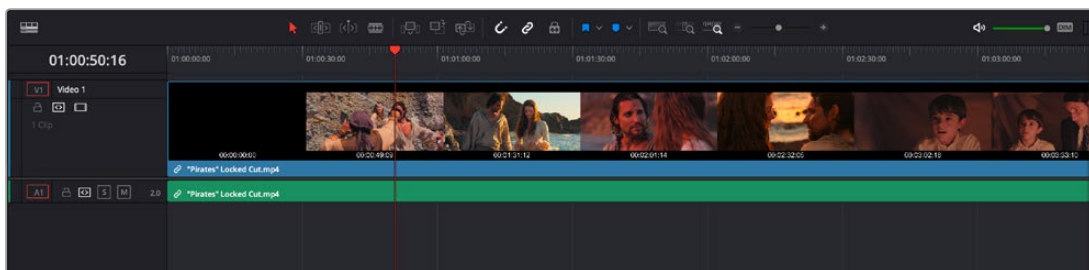 DIM
01:00:50:16
01:00:00:00 01:00:30:00 01:01:00:00 01:01:30:00 01:02:00:00 01:02:30:00 01:03:00:00
V1 Video 1
1 Clip
00:00:00:00 00:00:49:09 00:01:31:12 00:02:01:14 00:02:32:05 00:03:02:18 00:03:33:10
"Pirates" Locked Cut.mp4
A1 S M 2.0 "Pirates" Locked Cut.mp4